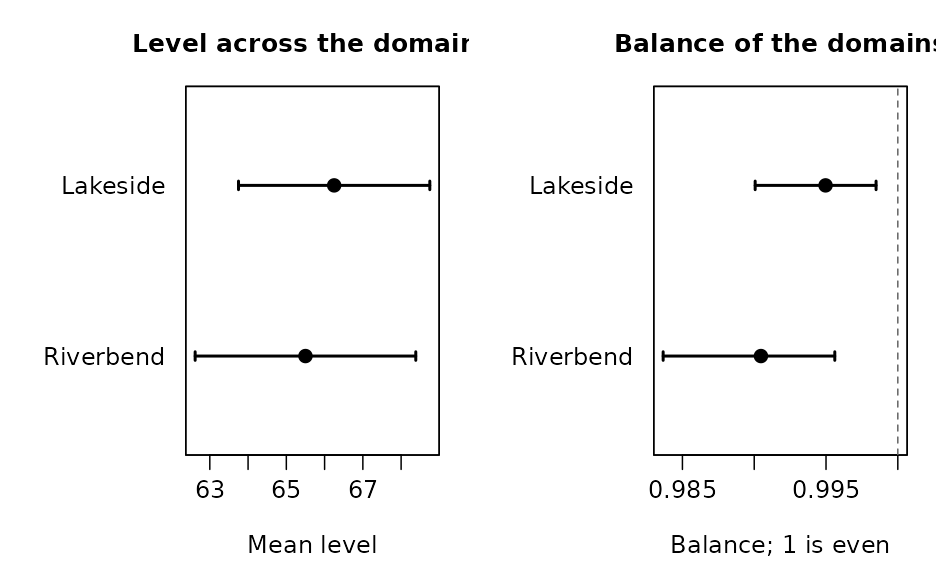 Level across the domain
Lakeside
Riverbend
63 65 67
Mean level
Balance of the domains
Lakeside
Riverbend
0.985 0.995
Balance; 1 is even